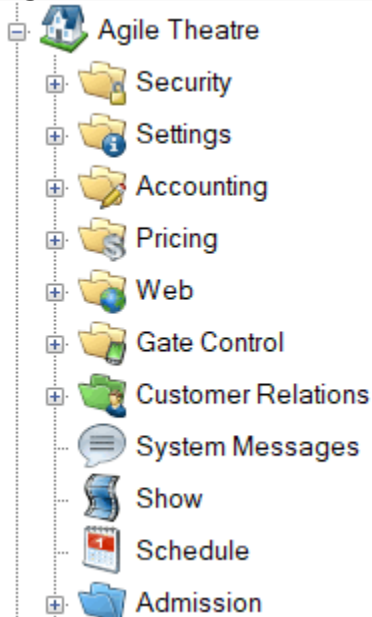 Agile Theatre
Security
Settings
Accounting
Pricing
Web
Gate Control
Customer Relations
System Messages
Show
Schedule
Admission